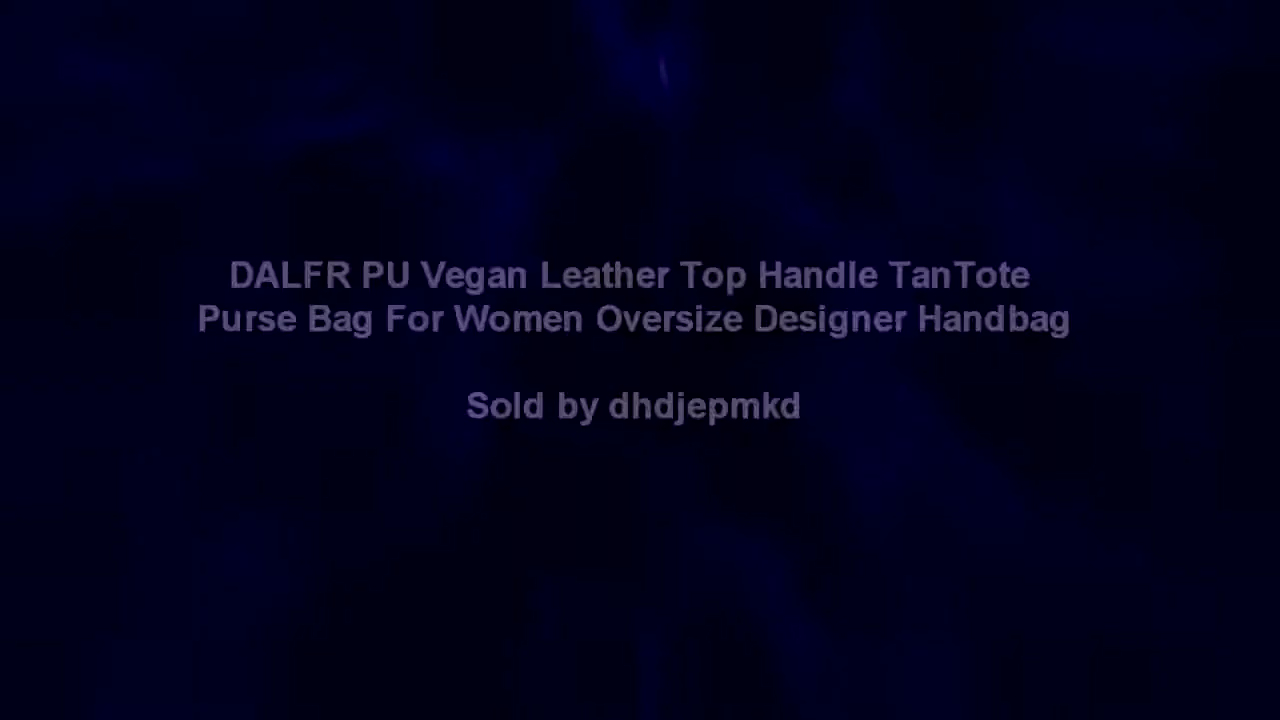 DALFR PU Vegan Leather Top Handle TanTote
Purse Bag For Women Oversize Designer Handbag
Sold by dhdjepmkd